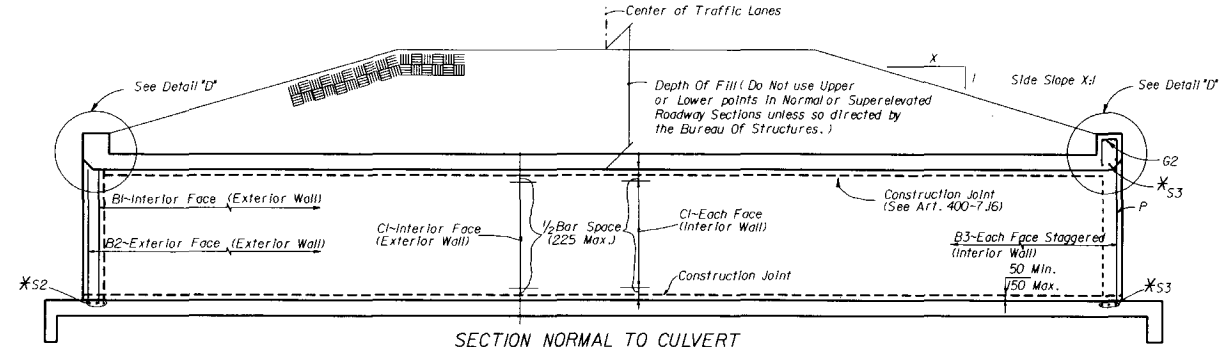 Center of Traffic Lanes
See Detail "D"
Depth Of Fill ( Do Not use Upper
or Lower points in Normal or Superelevated
Roadway Sections unless so directed by
the Bureau Of Structures. )
X
1
Side Slope X:1
See Detail "D"
G2
*S3
P
B1~Interior Face (Exterior Wall)
B2~Exterior Face (Exterior Wall)
C1~Interior Face
(Exterior Wall)
1/2 Bar Space
(225 Max.)
C1~Each Face
(Interior Wall)
Construction Joint
(See Art. 400-7.16)
B3~Each Face Staggered
(Interior Wall)
Construction Joint
50 Min.
150 Max.
*S2
*S3
SECTION NORMAL TO CULVERT